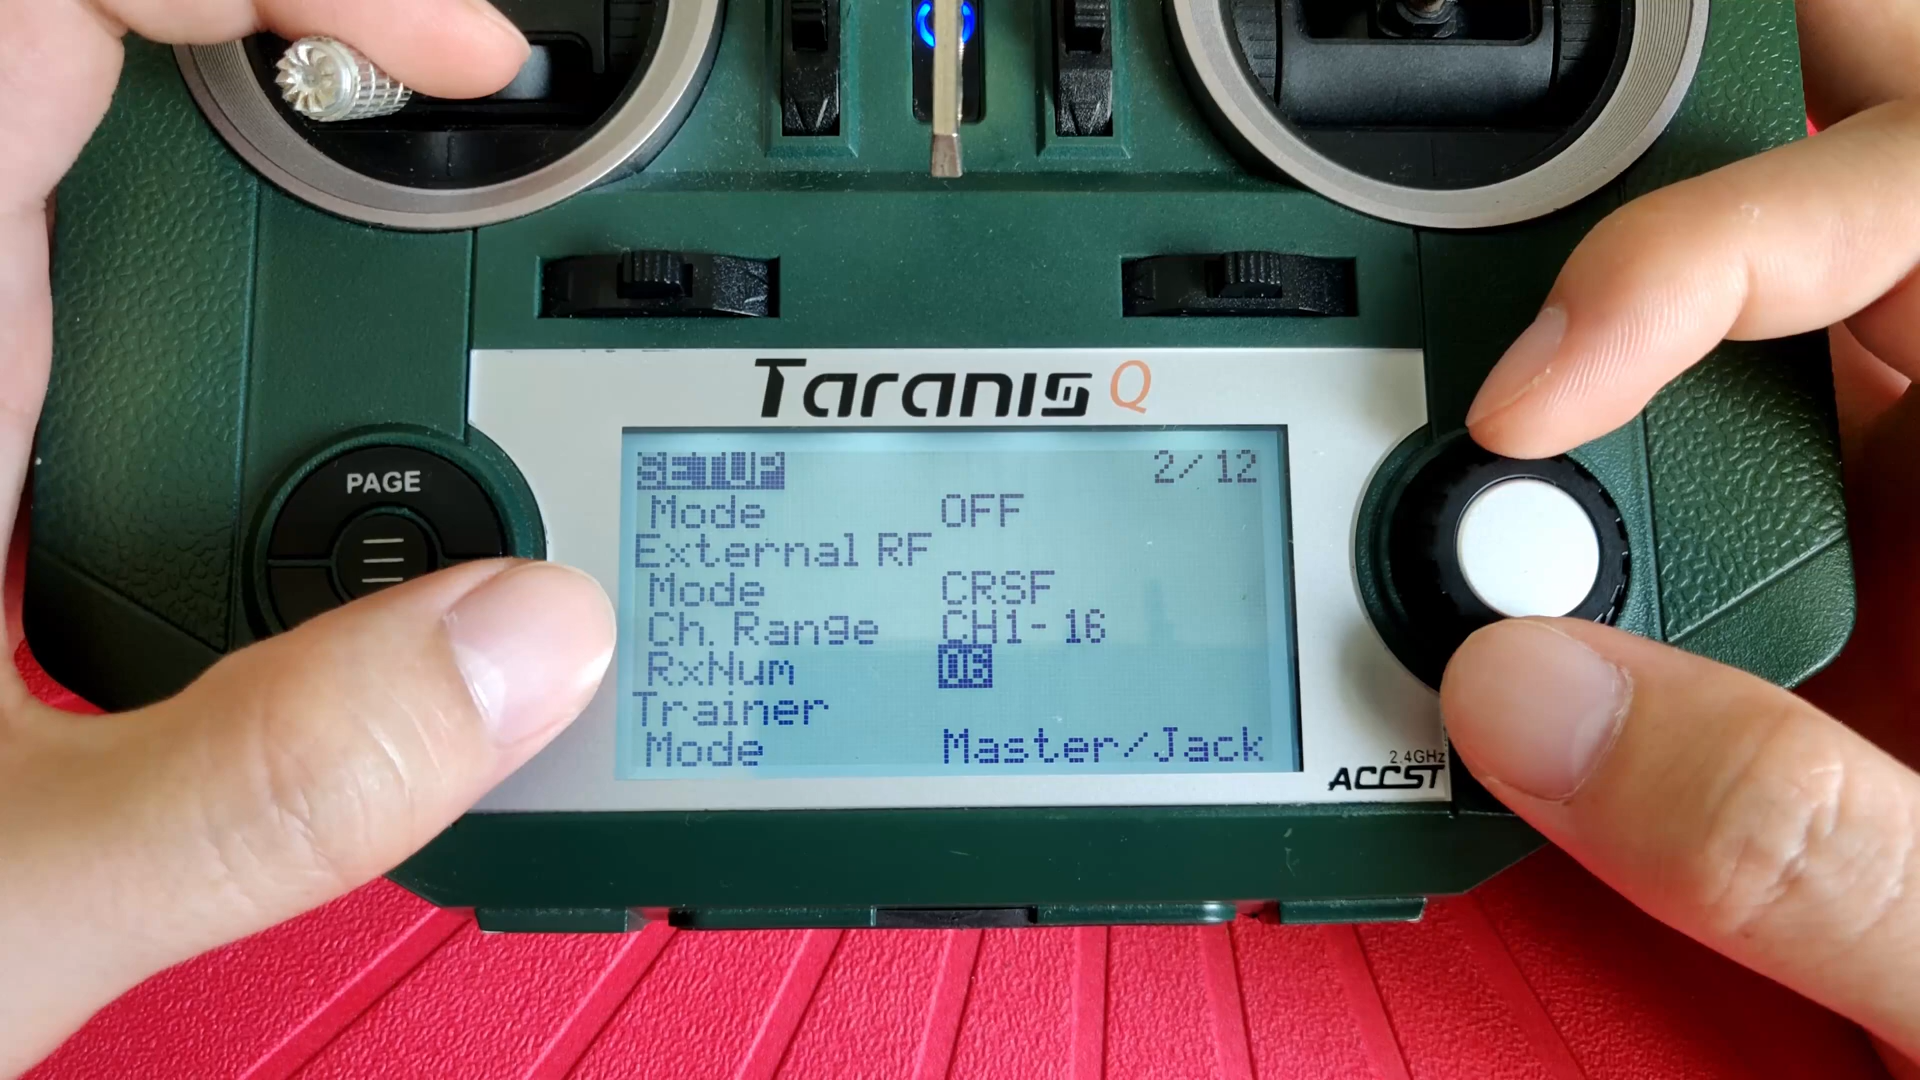 Taranis Q
PAGE
SETUP 2/12
Mode OFF
External RF
Mode CRSF
Ch. Range CH1-16
RxNum
Trainer
Mode Master/Jack
2.4GHz
ACCST